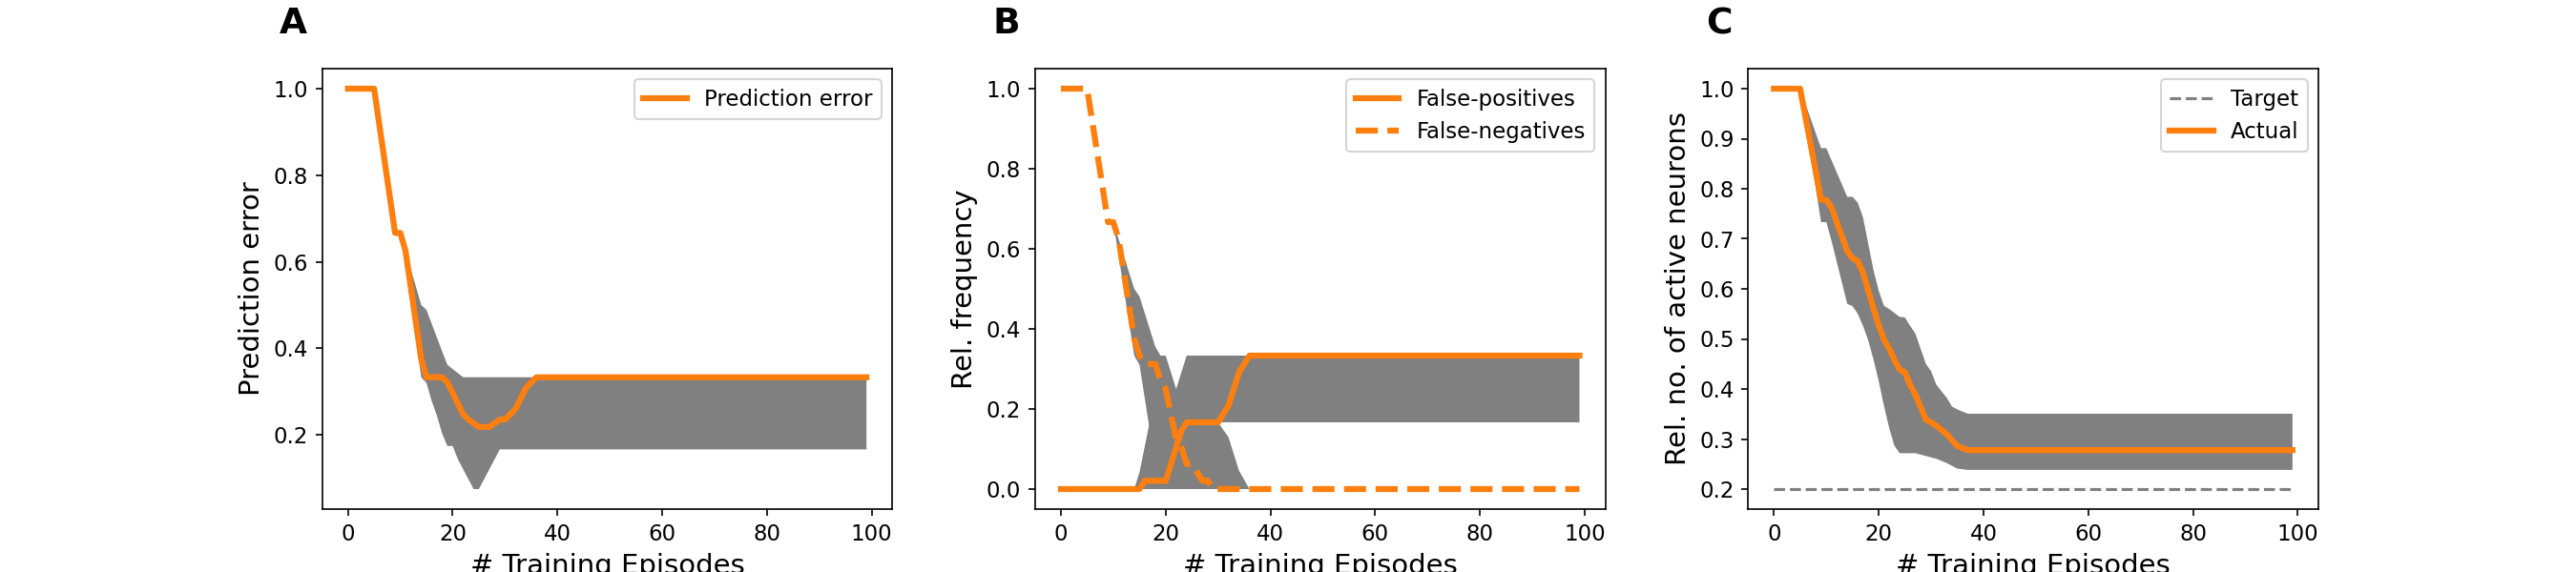 A
B
C
Prediction error
1.0
0.8
0.6
0.4
0.2
Prediction error
0
20
40
60
80
100
# Training Episodes
Rel. frequency
1.0
0.8
0.6
0.4
0.2
0.0
False-positives
False-negatives
0
20
40
60
80
100
# Training Episodes
Rel. no. of active neurons
1.0
0.9
0.8
0.7
0.6
0.5
0.4
0.3
0.2
Target
Actual
0
20
40
60
80
100
# Training Episodes